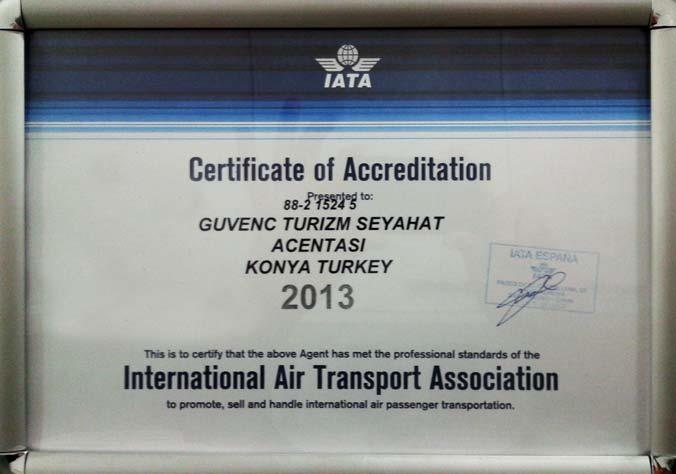 IATA
Certificate of Accreditation
Presented to:
88-2 1524 5
GUVENC TURIZM SEYAHAT
ACENTASI
KONYA TURKEY
2013
IATA ESPAÑA
This is to certify that the above Agent has met the professional standards of the
International Air Transport Association
to promote, sell and handle international air passenger transportation.